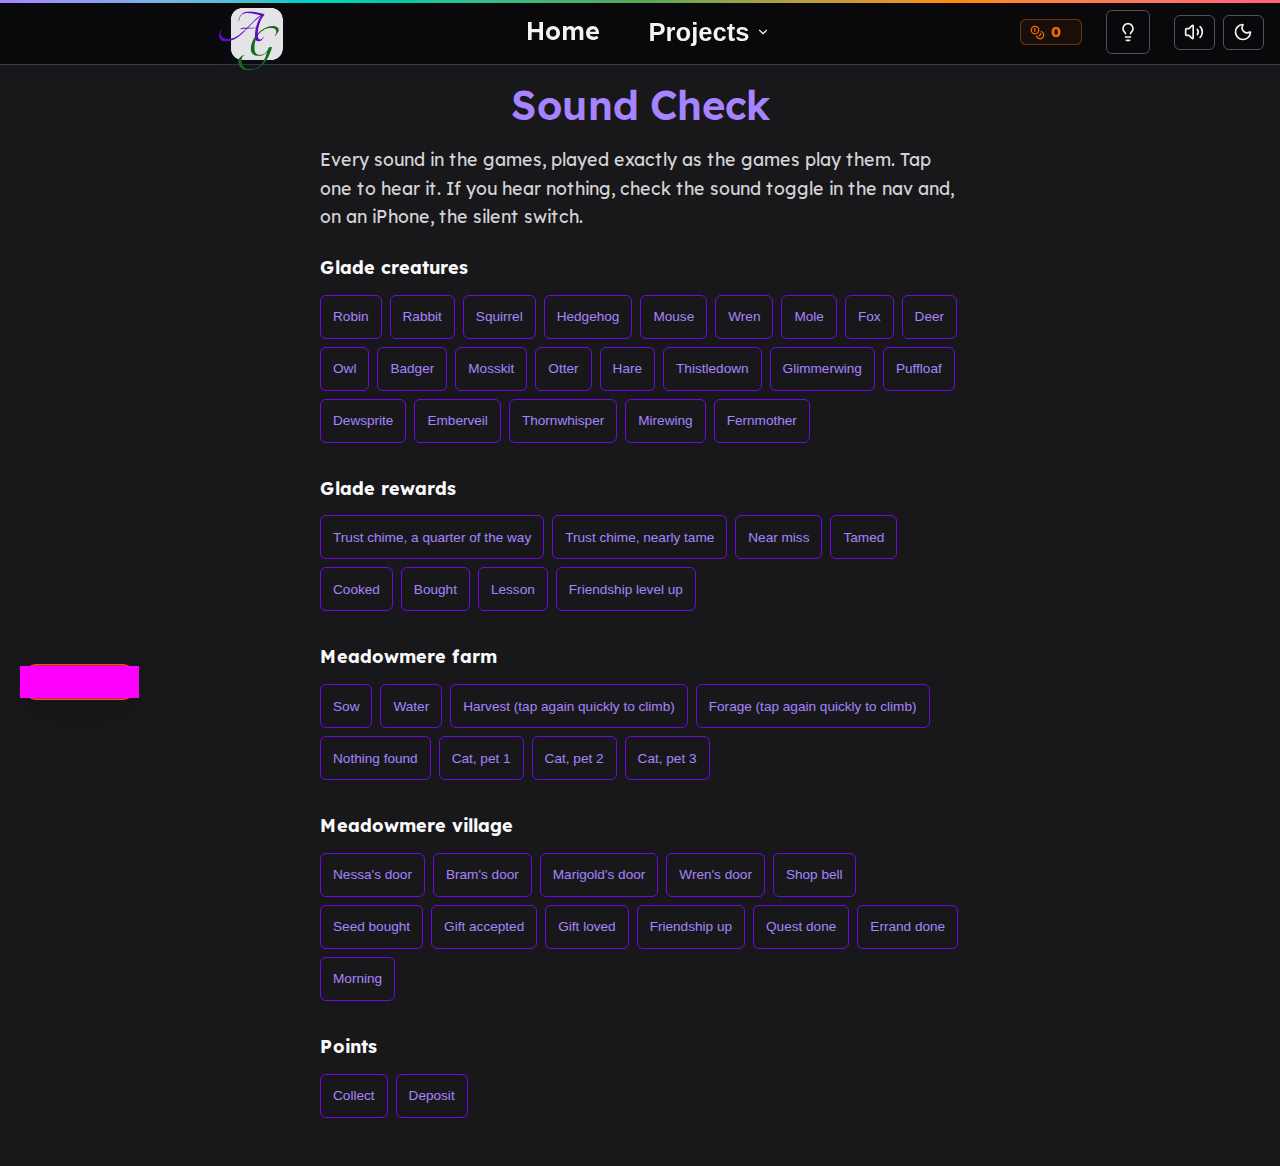 AG
Home
Projects
0
Sound Check
Every sound in the games, played exactly as the games play them. Tap
one to hear it. If you hear nothing, check the sound toggle in the nav and,
on an iPhone, the silent switch.
Glade creatures
Robin Rabbit Squirrel Hedgehog Mouse Wren Mole Fox Deer
Owl Badger Mosskit Otter Hare Thistledown Glimmerwing Puffloaf
Dewsprite Emberveil Thornwhisper Mirewing Fernmother
Glade rewards
Trust chime, a quarter of the way Trust chime, nearly tame Near miss Tamed
Cooked Bought Lesson Friendship level up
Meadowmere farm
Sow Water Harvest (tap again quickly to climb) Forage (tap again quickly to climb)
Nothing found Cat, pet 1 Cat, pet 2 Cat, pet 3
Meadowmere village
Nessa's door Bram's door Marigold's door Wren's door Shop bell
Seed bought Gift accepted Gift loved Friendship up Quest done Errand done
Morning
Points
Collect Deposit